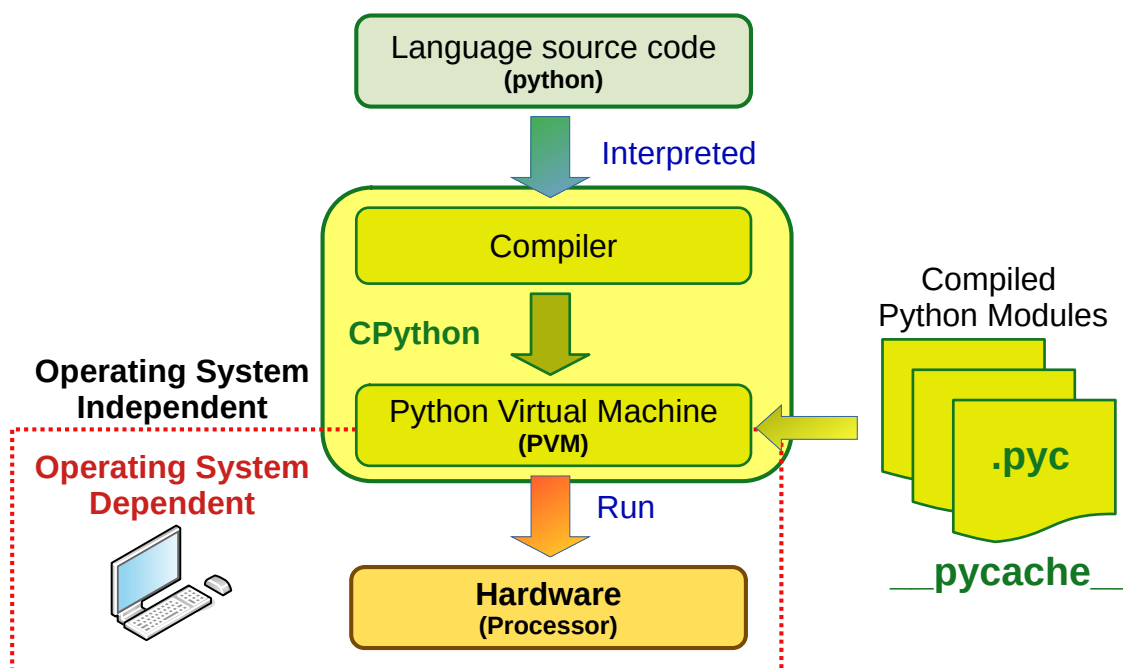 Language source code
(python)
Interpreted
Compiler
CPython
Python Virtual Machine
(PVM)
Compiled
Python Modules
.pyc
__pycache__
Operating System
Independent
Operating System
Dependent
Run
Hardware
(Processor)